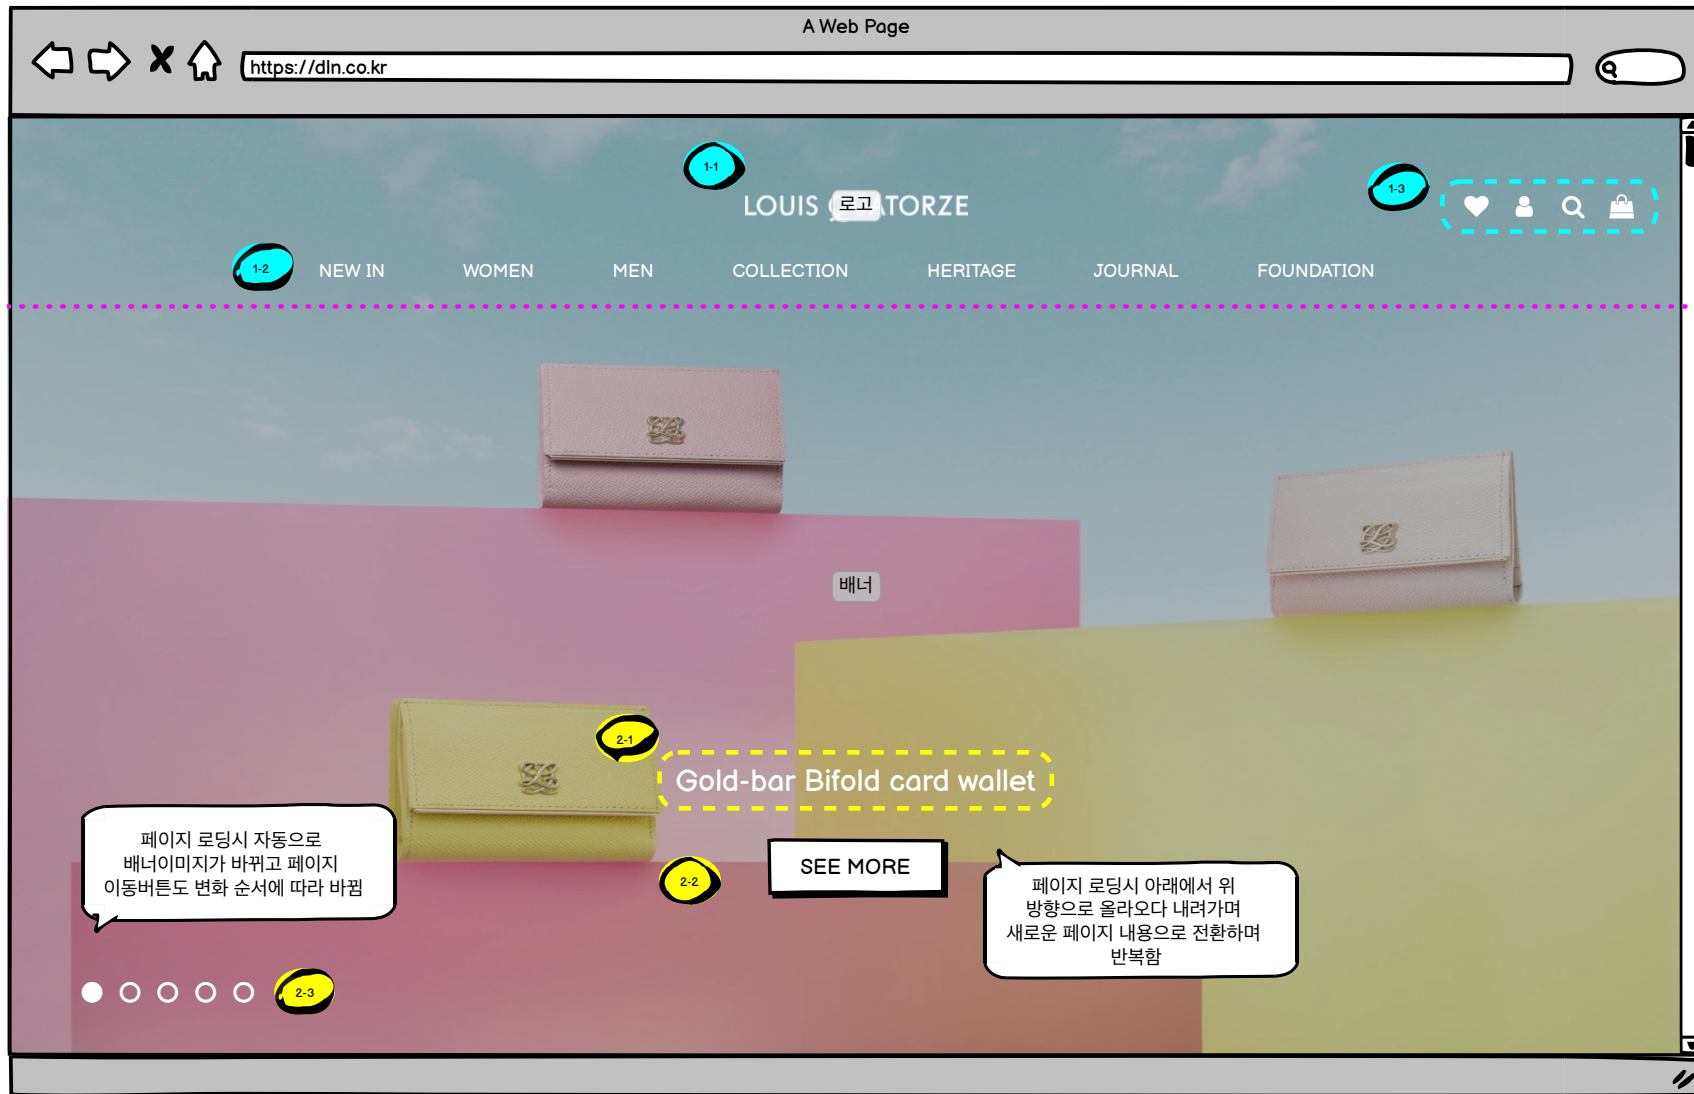 A Web Page
https://dln.co.kr
1-1
1-3
LOUIS QUATORZE
로고
1-2
NEW IN WOMEN MEN COLLECTION HERITAGE JOURNAL FOUNDATION
배너
2-1
Gold-bar Bifold card wallet
페이지 로딩시 자동으로
배너이미지가 바뀌고 페이지
이동버튼도 변화 순서에 따라 바뀜
2-2
SEE MORE
페이지 로딩시 아래에서 위
방향으로 올라오다 내려가며
새로운 페이지 내용으로 전환하며
반복함
2-3